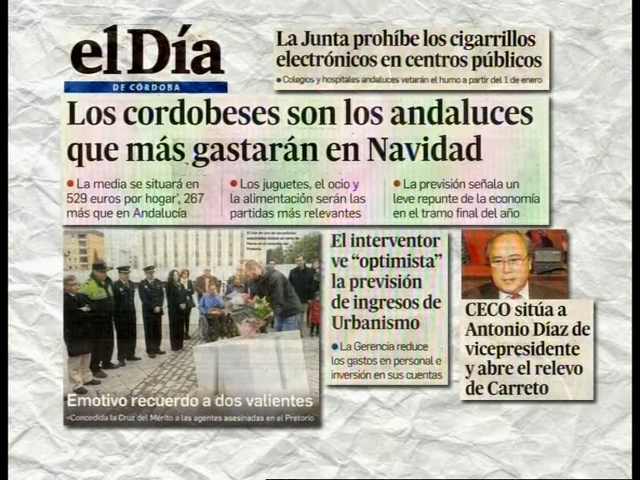 el Día
DE CÓRDOBA
La Junta prohíbe los cigarrillos
electrónicos en centros públicos
Colegios y hospitales andaluces vetarán el humo a partir del 1 de enero
Los cordobeses son los andaluces
que más gastarán en Navidad
La media se situará en
529 euros por hogar, 267
más que en Andalucía
Los juguetes, el ocio y
la alimentación serán las
partidas más relevantes
La previsión señala un
leve repunte de la economía
en el tramo final del año
Emotivo recuerdo a dos valientes
Concedida la Cruz del Mérito a las agentes asesinadas en el Pretorio
El interventor
ve “optimista”
la previsión
de ingresos de
Urbanismo
La Gerencia reduce
los gastos en personal e
inversión en sus cuentas
CECO sitúa a
Antonio Díaz de
vicepresidente
y abre el relevo
de Carreto